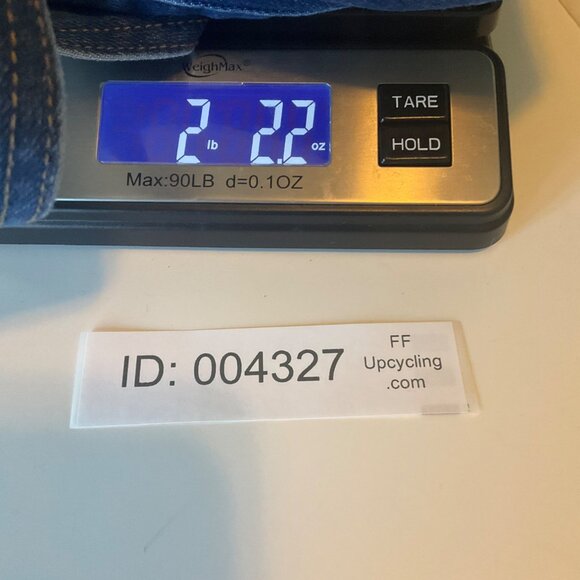 WeighMax®
2 lb 2.2 oz
TARE
HOLD
Max:90LB d=0.1OZ
ID: 004327
FF
Upcycling
.com